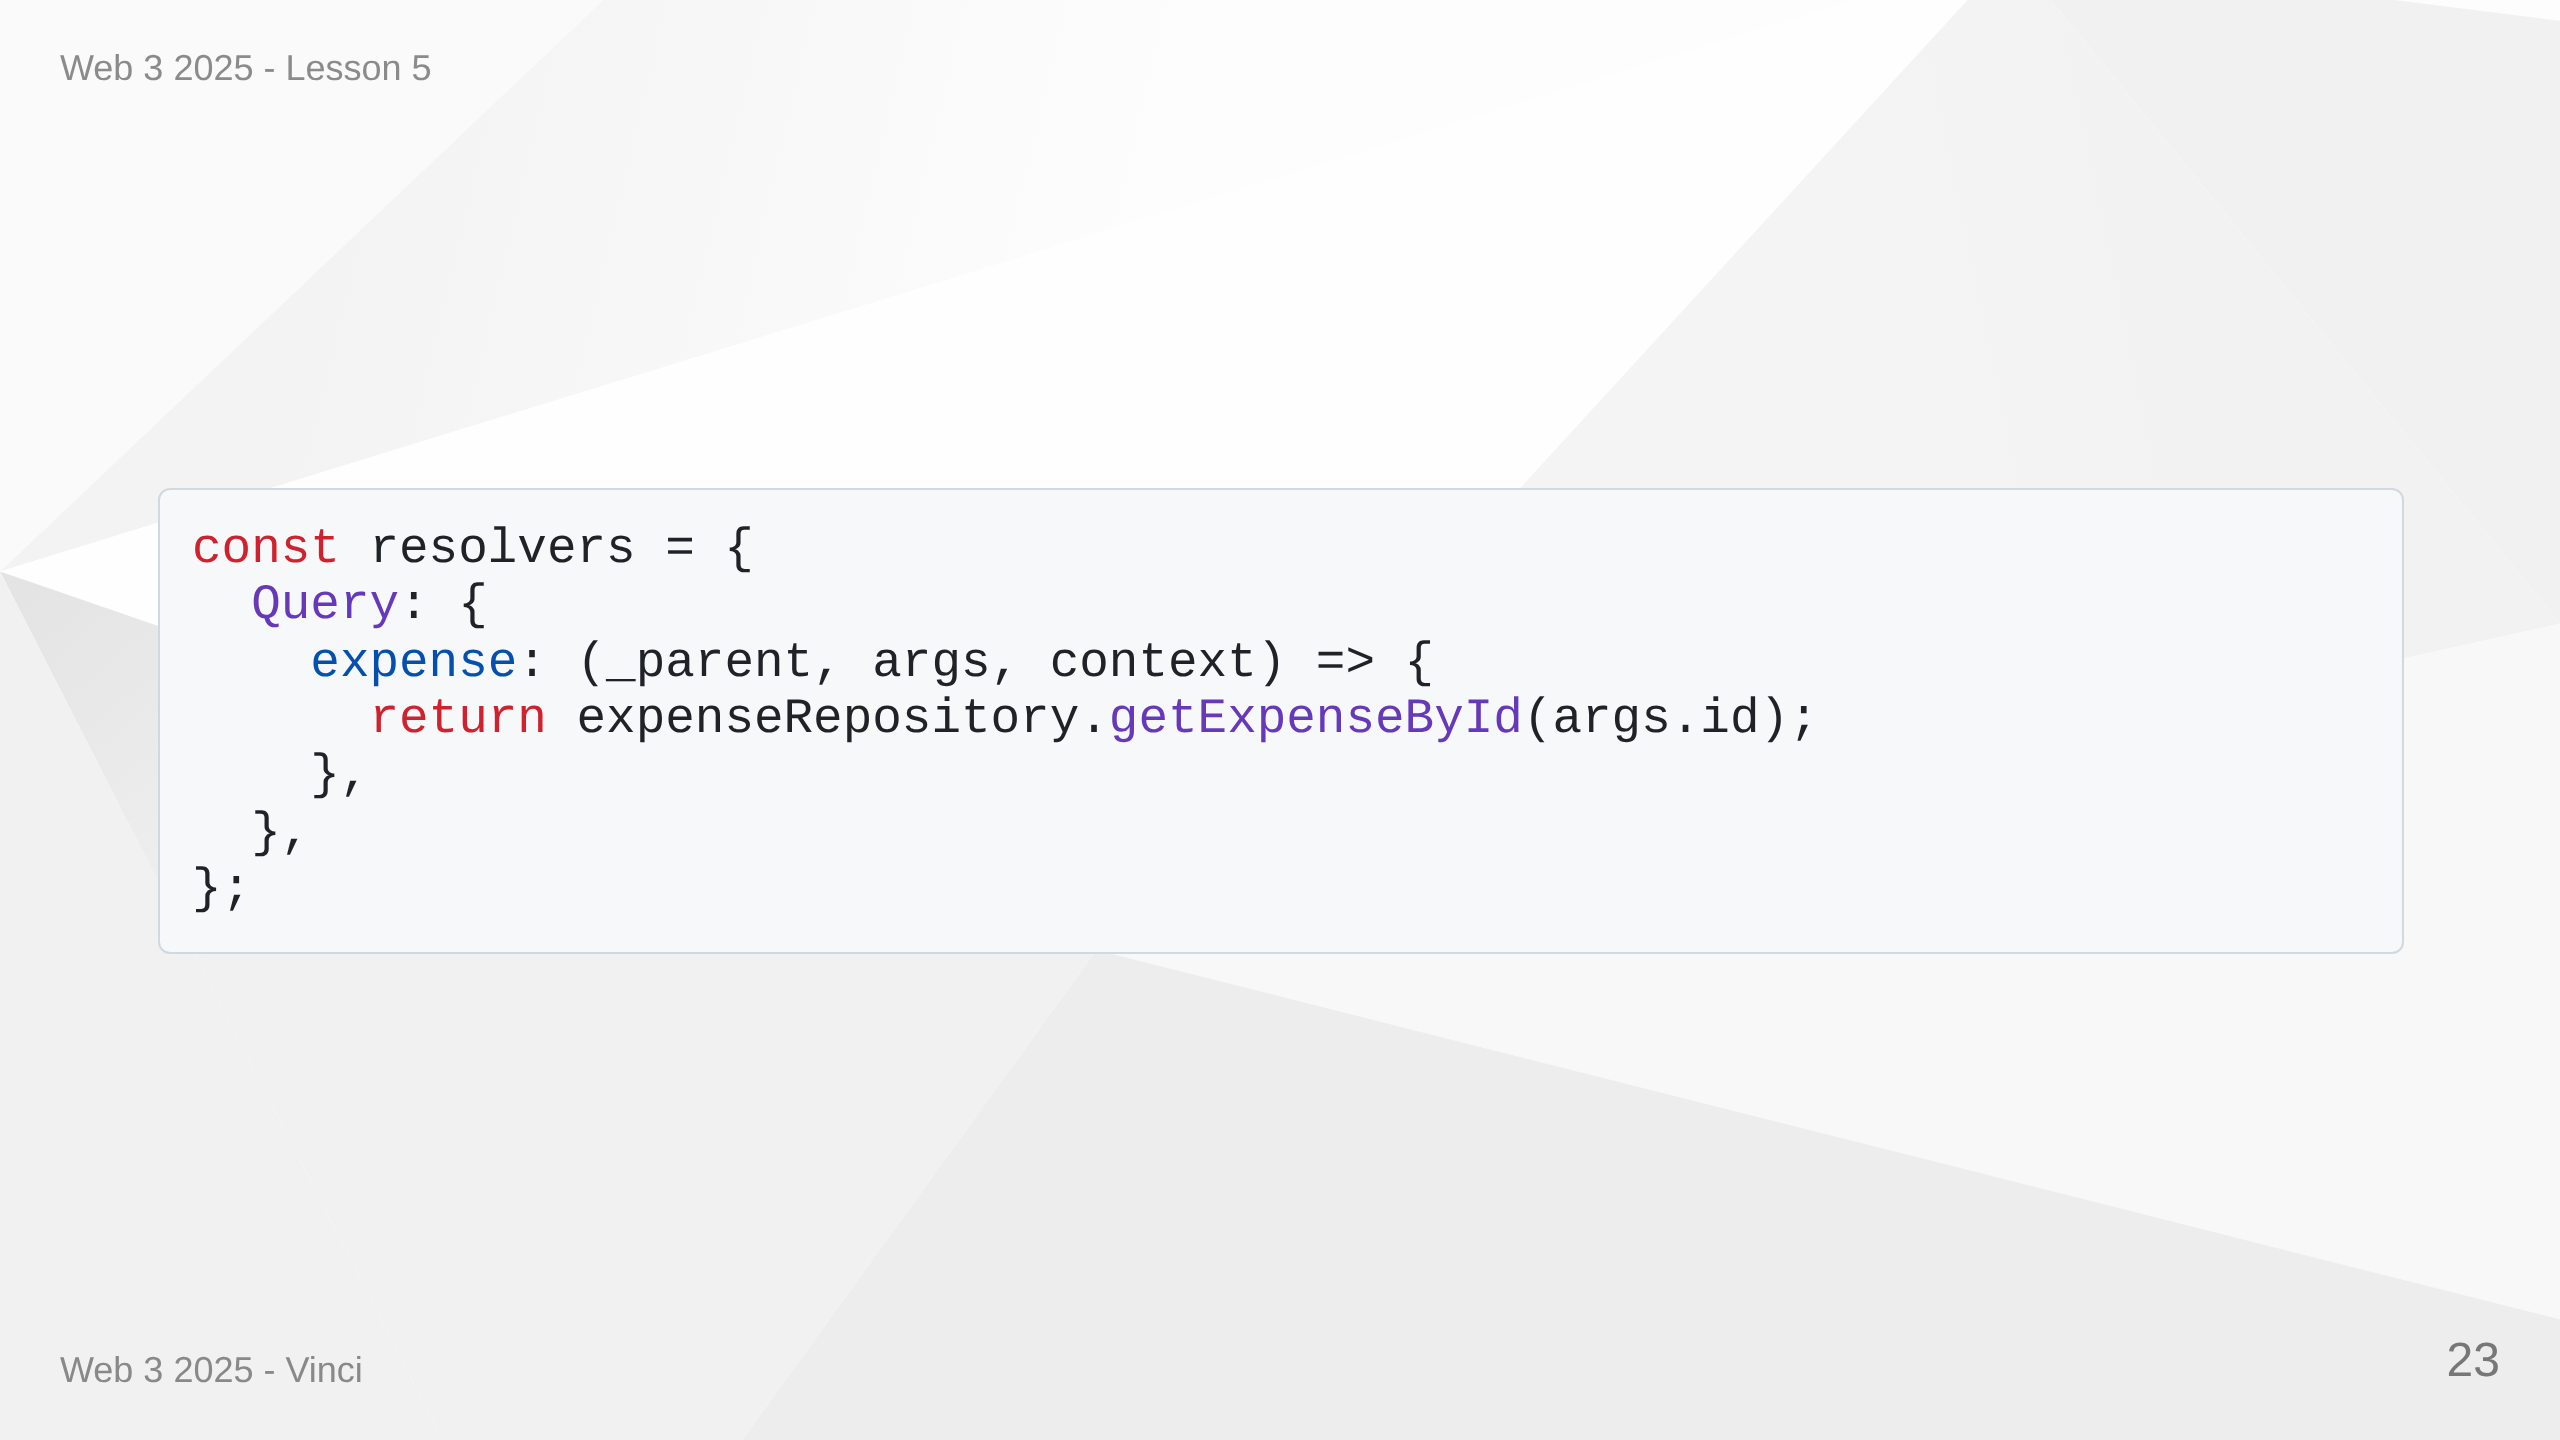 Web 3 2025 - Lesson 5
const resolvers = {
  Query: {
    expense: (_parent, args, context) => {
      return expenseRepository.getExpenseById(args.id);
    },
  },
};
Web 3 2025 - Vinci
23